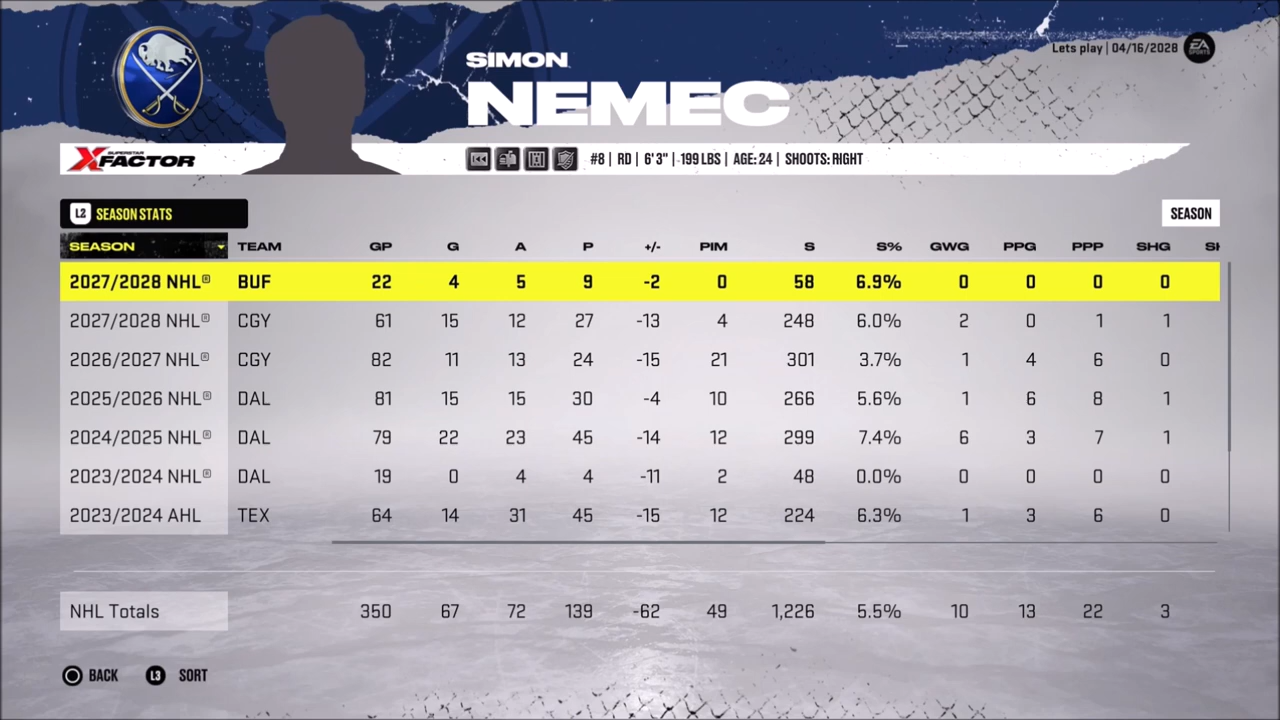 SIMON
NEMEC
Lets play | 04/16/2028
EA SPORTS
SUPERSTAR
X FACTOR
#8 | RD | 6' 3" | 199 LBS | AGE: 24 | SHOOTS: RIGHT
L2 SEASON STATS
SEASON
SEASON TEAM GP G A P +/- PIM S S% GWG PPG PPP SHG
2027/2028 NHL® BUF 22 4 5 9 -2 0 58 6.9% 0 0 0 0
2027/2028 NHL® CGY 61 15 12 27 -13 4 248 6.0% 2 0 1 1
2026/2027 NHL® CGY 82 11 13 24 -15 21 301 3.7% 1 4 6 0
2025/2026 NHL® DAL 81 15 15 30 -4 10 266 5.6% 1 6 8 1
2024/2025 NHL® DAL 79 22 23 45 -14 12 299 7.4% 6 3 7 1
2023/2024 NHL® DAL 19 0 4 4 -11 2 48 0.0% 0 0 0 0
2023/2024 AHL TEX 64 14 31 45 -15 12 224 6.3% 1 3 6 0
NHL Totals 350 67 72 139 -62 49 1,226 5.5% 10 13 22 3
BACK L3 SORT